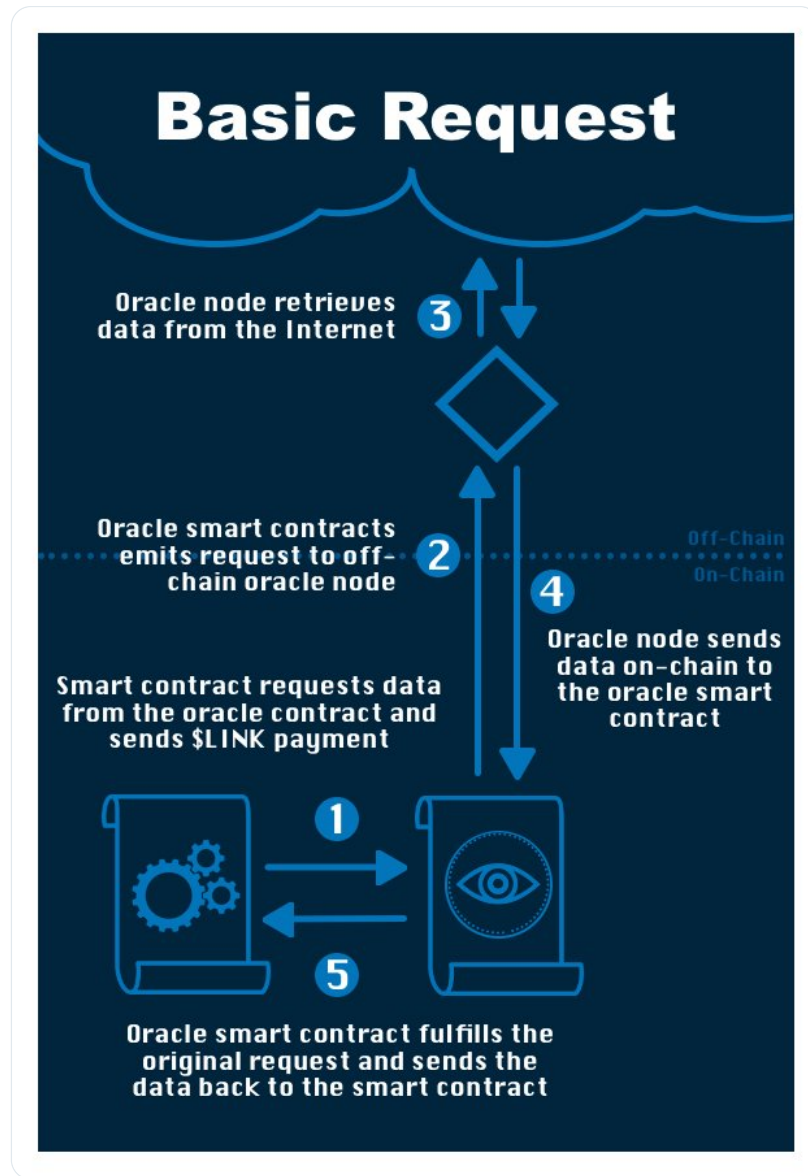 Basic Request
Oracle node retrieves
data from the Internet
3
Oracle smart contracts
emits request to off-
chain oracle node
2
Off-Chain
On-Chain
4
Oracle node sends
data on-chain to
the oracle smart
contract
Smart contract requests data
from the oracle contract and
sends $LINK payment
1
5
Oracle smart contract fulfills the
original request and sends the
data back to the smart contract